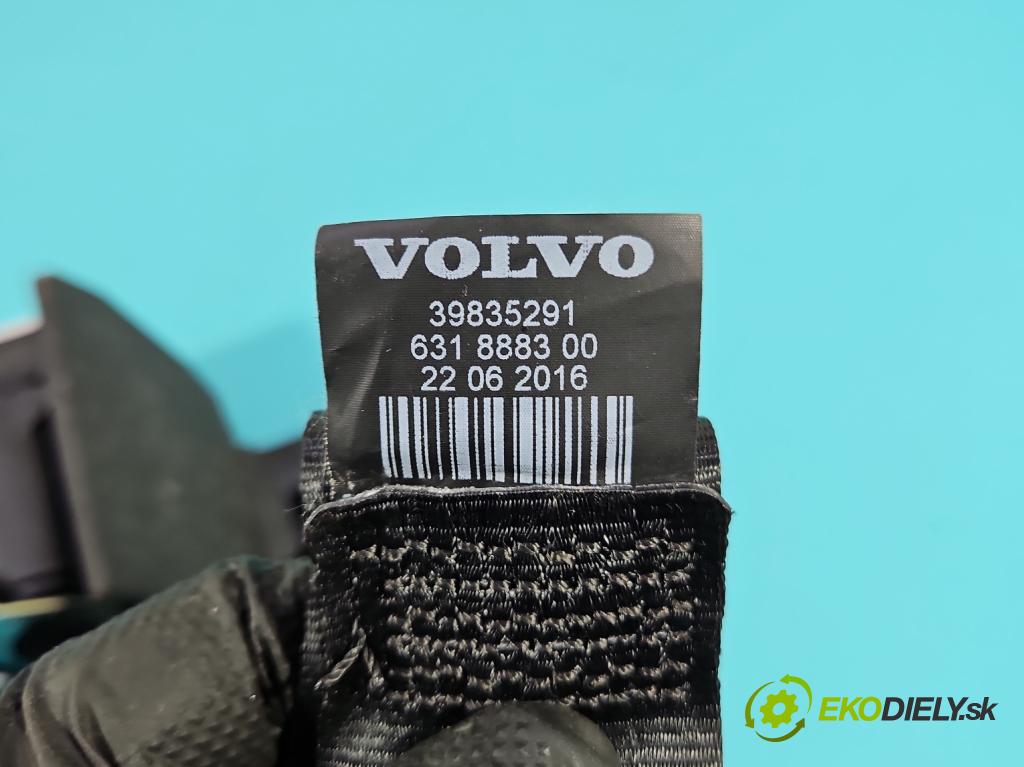 VOLVO
39835291
631 8883 00
22 06 2016
EKODIELY.sk